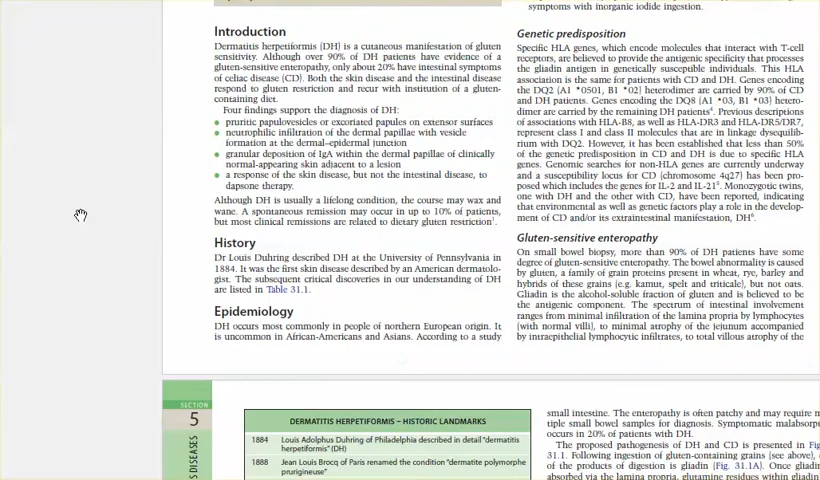 Introduction
Dermatitis herpetiformis (DH) is a cutaneous manifestation of gluten
sensitivity. Although over 90% of DH patients have evidence of a
gluten-sensitive enteropathy, only about 20% have intestinal symptoms
of celiac disease (CD). Both the skin disease and the intestinal disease
respond to gluten restriction and recur with institution of a gluten-
containing diet.
Four findings support the diagnosis of DH:
• pruritic papulovesicles or excoriated papules on extensor surfaces
• neutrophilic infiltration of the dermal papillae with vesicle
formation at the dermal–epidermal junction
• granular deposition of IgA within the dermal papillae of clinically
normal-appearing skin adjacent to a lesion
• a response of the skin disease, but not the intestinal disease, to
dapsone therapy.
Although DH is usually a lifelong condition, the course may wax and
wane. A spontaneous remission may occur in up to 10% of patients,
but most clinical remissions are related to dietary gluten restriction¹.
History
Dr Louis Duhring described DH at the University of Pennsylvania in
1884. It was the first skin disease described by an American dermatolo-
gist. The subsequent critical discoveries in our understanding of DH
are listed in Table 31.1.
Epidemiology
DH occurs most commonly in people of northern European origin. It
is uncommon in African-Americans and Asians. According to a study
symptoms with inorganic iodide ingestion.
Genetic predisposition
Specific HLA genes, which encode molecules that interact with T-cell
receptors, are believed to provide the antigenic specificity that processes
the gliadin antigen in genetically susceptible individuals. This HLA
association is the same for patients with CD and DH. Genes encoding
the DQ2 (A1 *0501, B1 *02) heterodimer are carried by 90% of CD
and DH patients. Genes encoding the DQ8 (A1 *03, B1 *03) hetero-
dimer are carried by the remaining DH patients⁴. Previous descriptions
of associations with HLA-B8, as well as HLA-DR3 and HLA-DR5/DR7,
represent class I and class II molecules that are in linkage dysequilib-
rium with DQ2. However, it has been established that less than 50%
of the genetic predisposition in CD and DH is due to specific HLA
genes. Genomic searches for non-HLA genes are currently underway
and a susceptibility locus for CD (chromosome 4q27) has been pro-
posed which includes the genes for IL-2 and IL-21⁵. Monozygotic twins,
one with DH and the other with CD, have been reported, indicating
that environmental as well as genetic factors play a role in the develop-
ment of CD and/or its extraintestinal manifestation, DH⁶.
Gluten-sensitive enteropathy
On small bowel biopsy, more than 90% of DH patients have some
degree of gluten-sensitive enteropathy. The bowel abnormality is caused
by gluten, a family of grain proteins present in wheat, rye, barley and
hybrids of these grains (e.g. kamut, spelt and triticale), but not oats.
Gliadin is the alcohol-soluble fraction of gluten and is believed to be
the antigenic component. The spectrum of intestinal involvement
ranges from minimal infiltration of the lamina propria by lymphocytes
(with normal villi), to minimal atrophy of the jejunum accompanied
by intraepithelial lymphocytic infiltrates, to total villous atrophy of the
SECTION
5
S DISEASES
DERMATITIS HERPETIFORMIS – HISTORIC LANDMARKS
1884 Louis Adolphus Duhring of Philadelphia described in detail "dermatitis
herpetiformis" (DH)
1888 Jean Louis Brocq of Paris renamed the condition "dermatite polymorphe
prurigineuse"
small intestine. The enteropathy is often patchy and may require m
tiple small bowel samples for diagnosis. Symptomatic malabsorp
occurs in 20% of patients with DH.
The proposed pathogenesis of DH and CD is presented in Fig
31.1. Following ingestion of gluten-containing grains (see above),
of the products of digestion is gliadin (Fig. 31.1A). Once gliadi
absorbed via the lamina propria, glutamine residues within gliadin